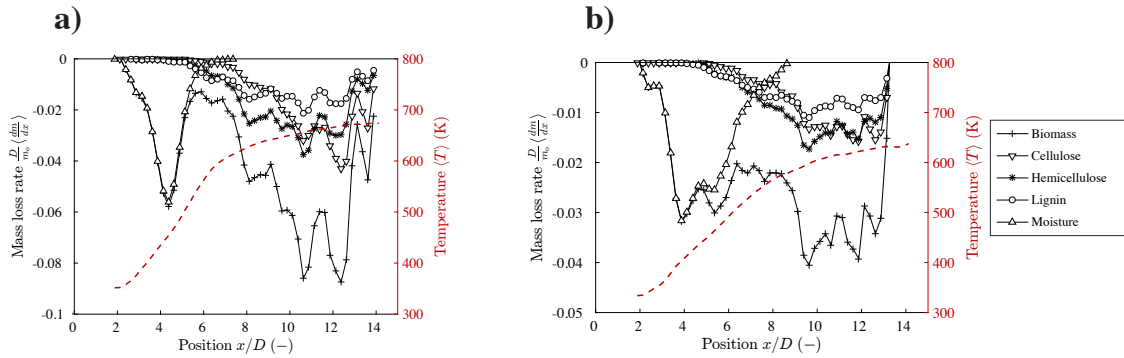 a)
0
-0.02
-0.04
-0.06
-0.08
-0.1
Mass loss rate D/m₀ ⟨dm/dx⟩
0 2 4 6 8 10 12 14
Position x/D (−)
800
700
600
500
400
300
Temperature ⟨T⟩ (K)
b)
0
-0.01
-0.02
-0.03
-0.04
-0.05
Mass loss rate D/m₀ ⟨dm/dx⟩
0 2 4 6 8 10 12 14
Position x/D (−)
800
700
600
500
400
300
Temperature ⟨T⟩ (K)
Biomass
Cellulose
Hemicellulose
Lignin
Moisture